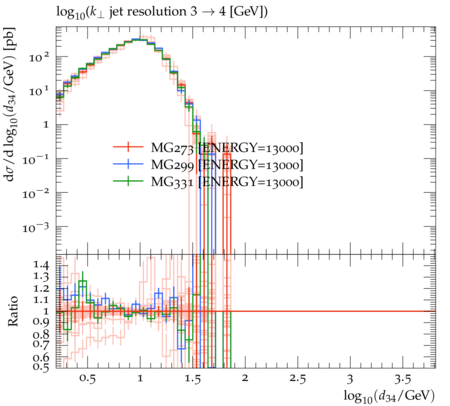 log₁₀(k⊥ jet resolution 3 → 4 [GeV])
dσ/d log₁₀(d₃₄/GeV) [pb]
10²
10¹
1
10⁻¹
10⁻²
10⁻³
MG273 [ENERGY=13000]
MG299 [ENERGY=13000]
MG331 [ENERGY=13000]
Ratio
1.4
1.3
1.2
1.1
1
0.9
0.8
0.7
0.6
0.5
0.5 1 1.5 2 2.5 3 3.5
log₁₀(d₃₄/GeV)